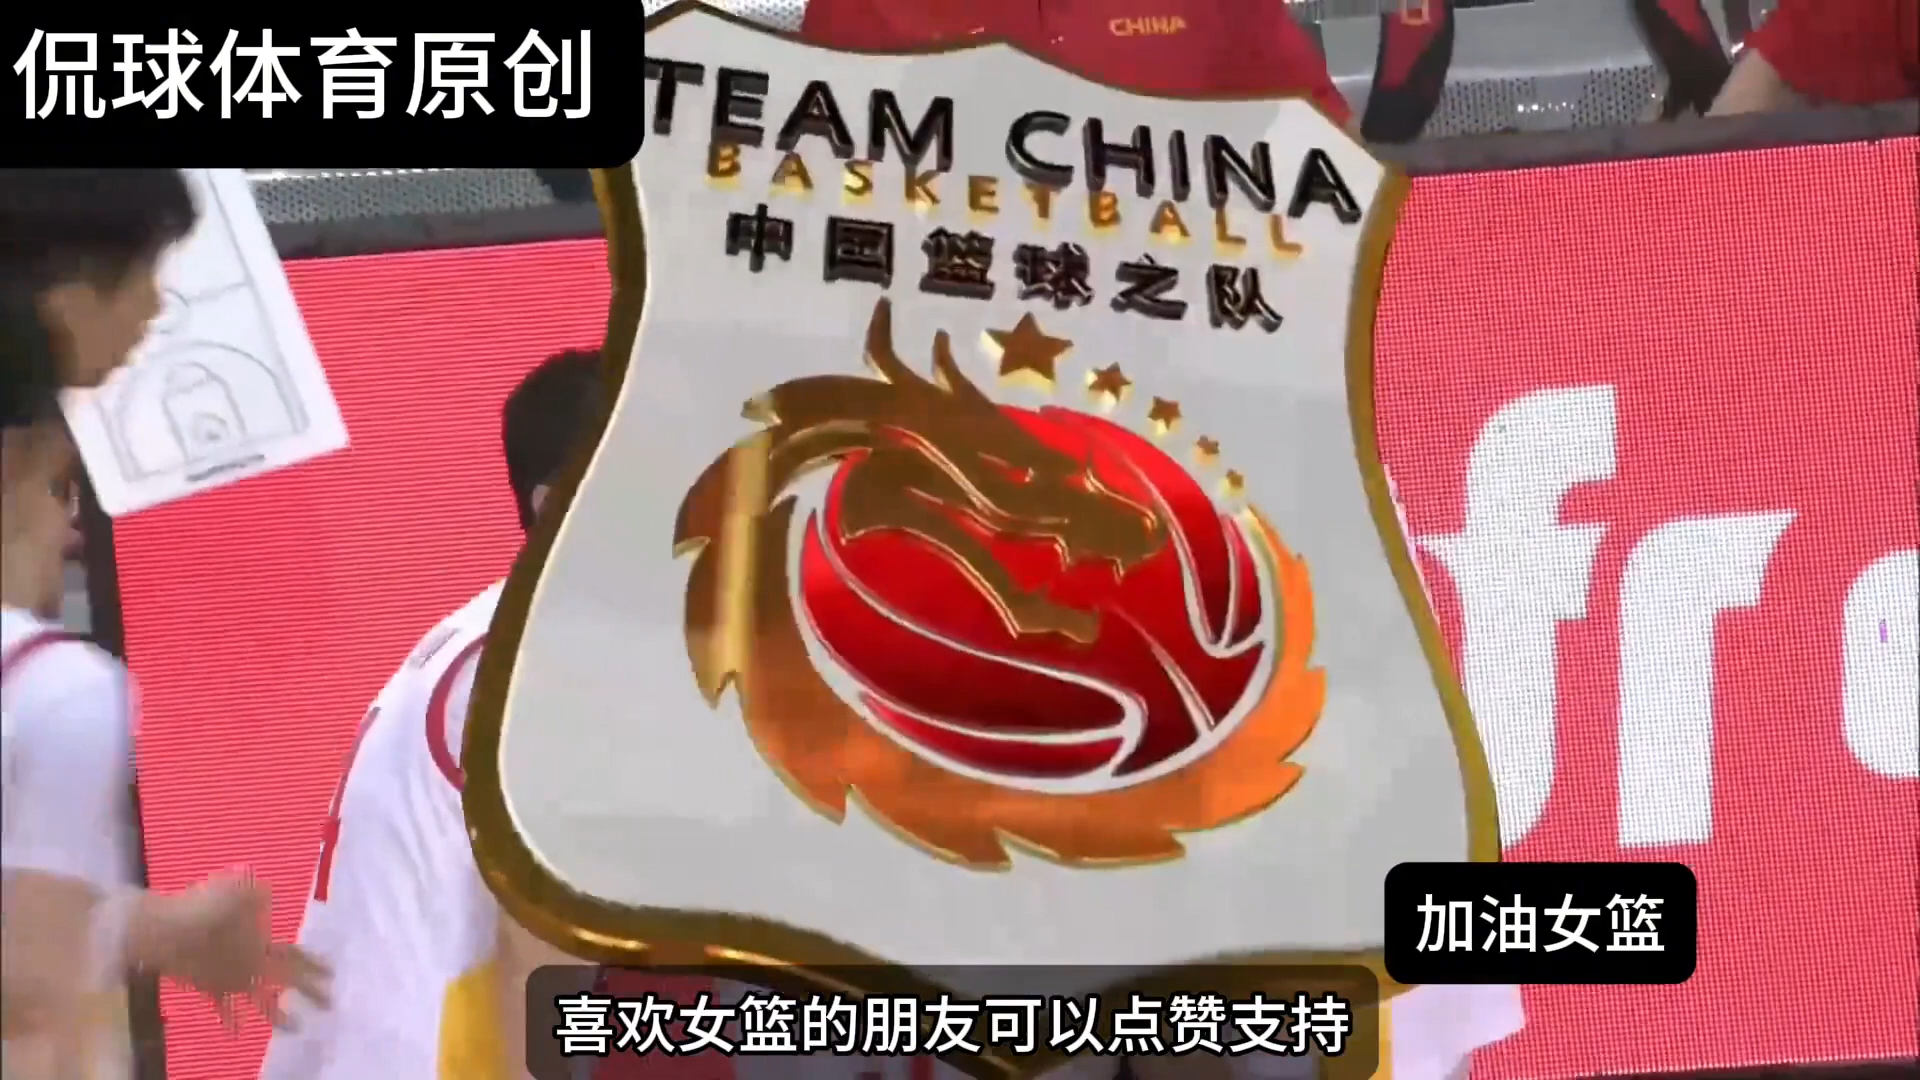 侃球体育原创
CHINA
TEAM CHINA
BASKETBALL
中国篮球之队
fr
加油女篮
喜欢女篮的朋友可以点赞支持